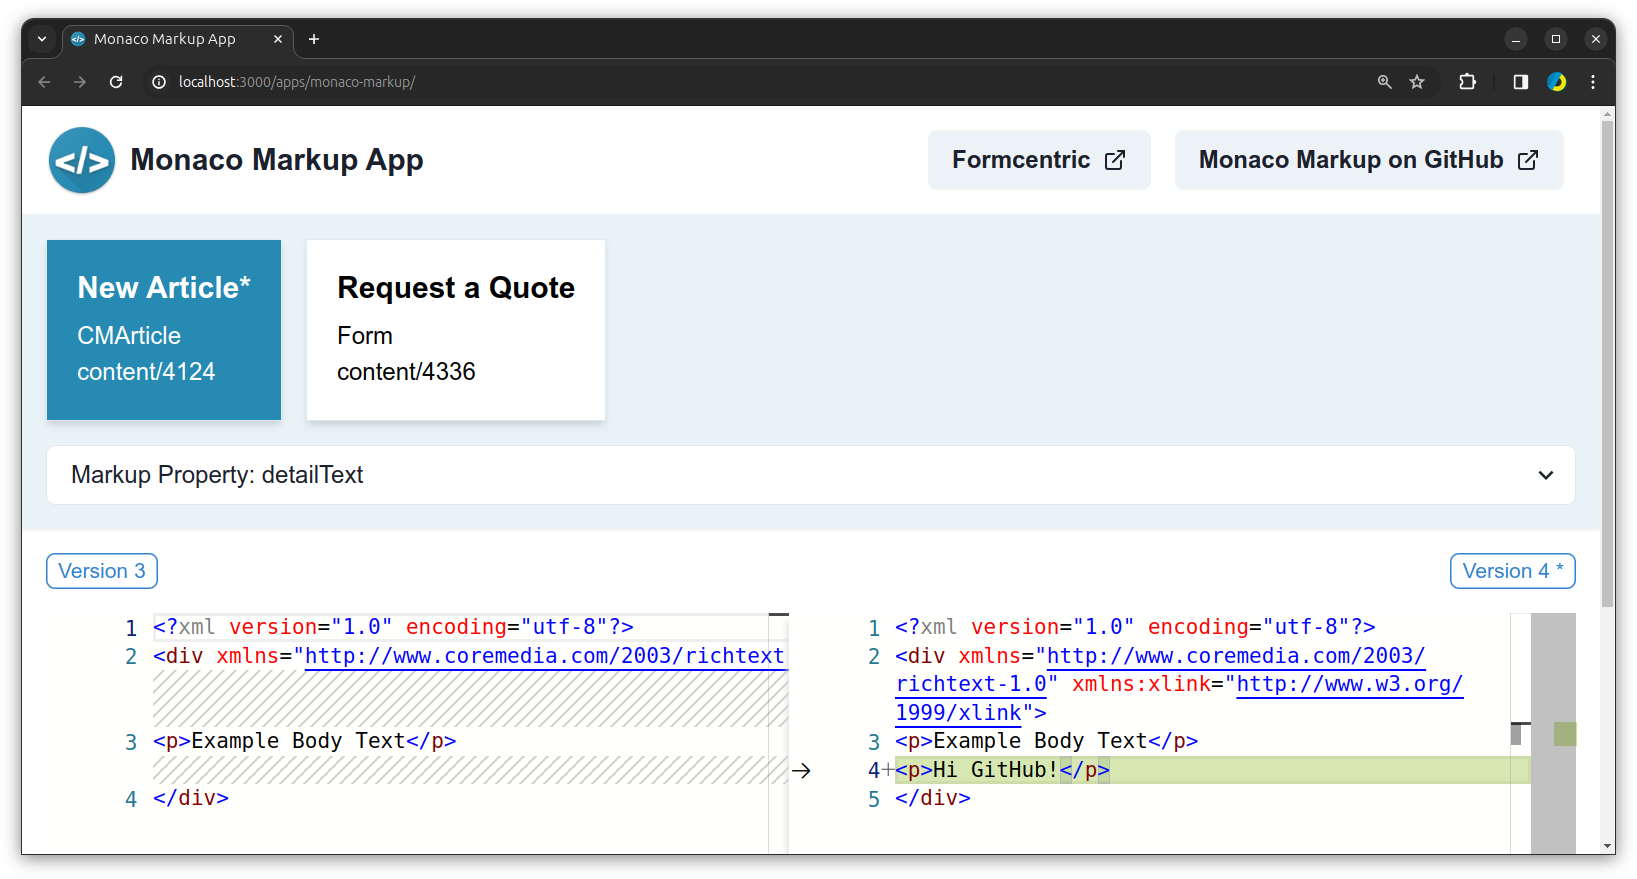 Monaco Markup App
localhost:3000/apps/monaco-markup/
</> Monaco Markup App
Formcentric
Monaco Markup on GitHub
New Article*
CMArticle
content/4124
Request a Quote
Form
content/4336
Markup Property: detailText
Version 3
Version 4 *
1 <?xml version="1.0" encoding="utf-8"?>
2 <div xmlns="http://www.coremedia.com/2003/richtext
3 <p>Example Body Text</p>
4 </div>
1 <?xml version="1.0" encoding="utf-8"?>
2 <div xmlns="http://www.coremedia.com/2003/
richtext-1.0" xmlns:xlink="http://www.w3.org/
1999/xlink">
3 <p>Example Body Text</p>
4+<p>Hi GitHub!</p>
5 </div>